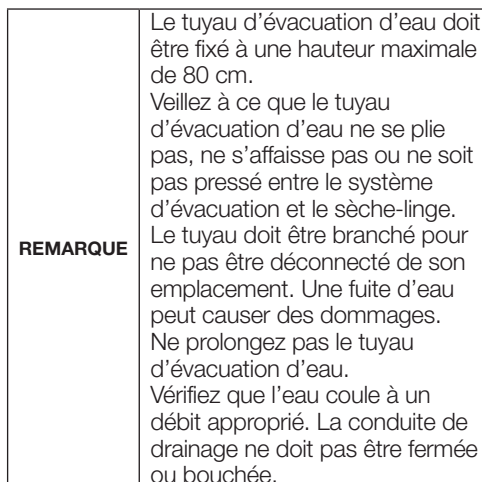 Le tuyau d’évacuation d’eau doit
être fixé à une hauteur maximale
de 80 cm.
Veillez à ce que le tuyau
d’évacuation d’eau ne se plie
pas, ne s’affaisse pas ou ne soit
pas pressé entre le système
d’évacuation et le sèche-linge.
REMARQUE
Le tuyau doit être branché pour
ne pas être déconnecté de son
emplacement. Une fuite d’eau
peut causer des dommages.
Ne prolongez pas le tuyau
d’évacuation d’eau.
Vérifiez que l’eau coule à un
débit approprié. La conduite de
drainage ne doit pas être fermée
ou bouchée.